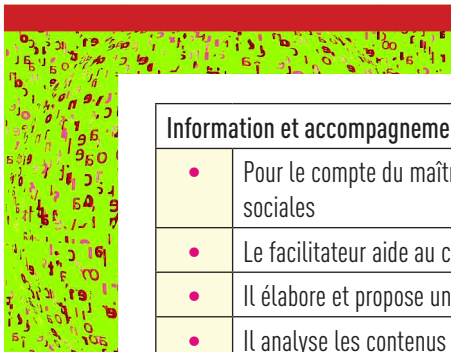 Information et accompagneme
• Pour le compte du maîtr
sociales
• Le facilitateur aide au c
• Il élabore et propose un
• Il analyse les contenus